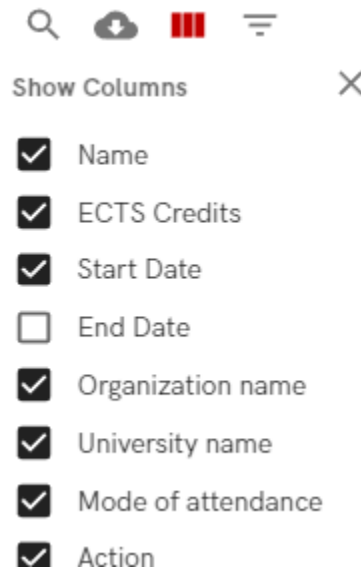 Show Columns
Name
ECTS Credits
Start Date
End Date
Organization name
University name
Mode of attendance
Action